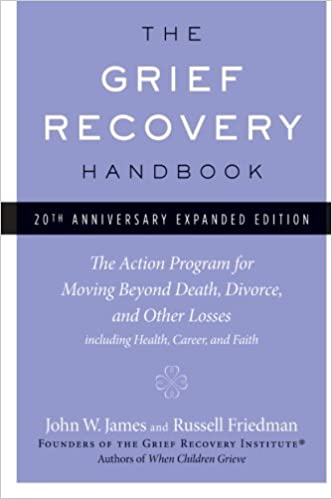 THE
GRIEF
RECOVERY
HANDBOOK
20TH ANNIVERSARY EXPANDED EDITION
The Action Program for
Moving Beyond Death, Divorce,
and Other Losses
including Health, Career, and Faith
John W. James and Russell Friedman
FOUNDERS OF THE GRIEF RECOVERY INSTITUTE®
Authors of When Children Grieve